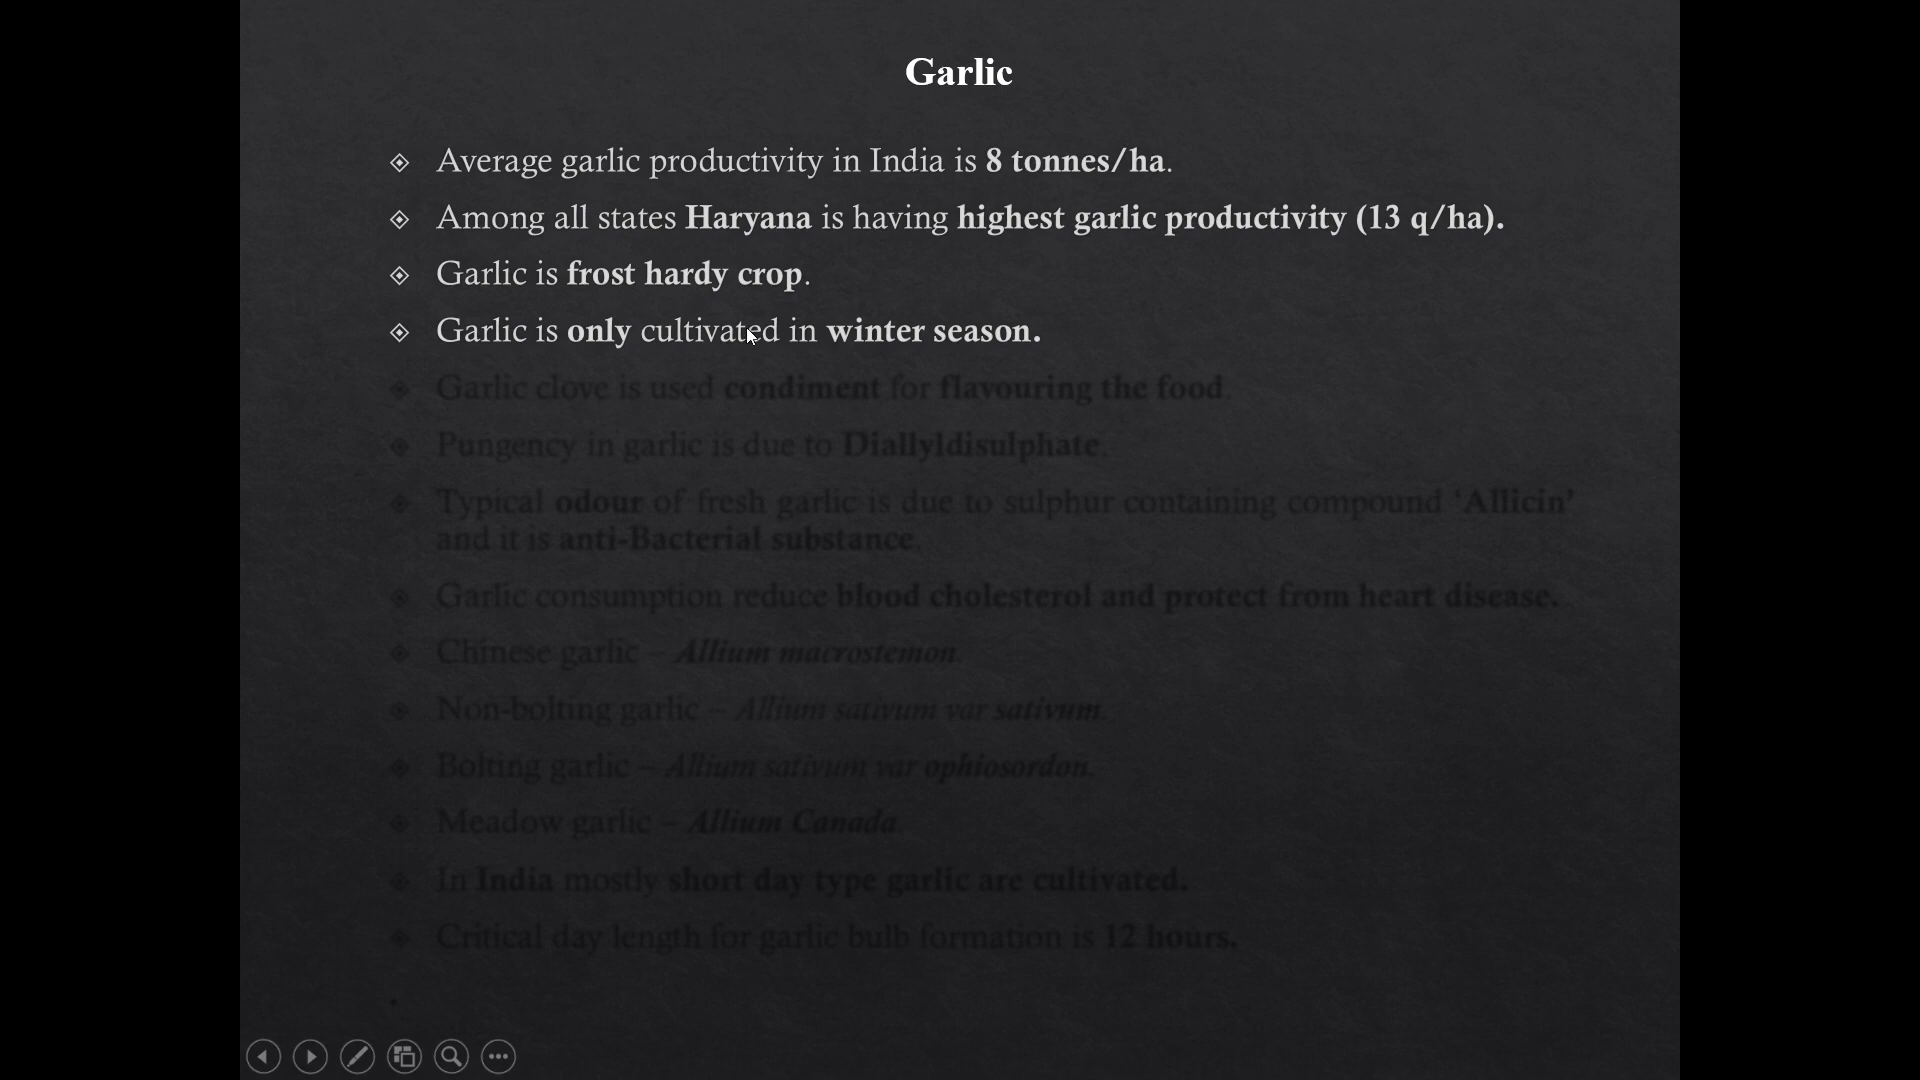 Garlic
Average garlic productivity in India is 8 tonnes/ha.
Among all states Haryana is having highest garlic productivity (13 q/ha).
Garlic is frost hardy crop.
Garlic is only cultivated in winter season.
Garlic clove is used condiment for flavouring the food.
Pungency in garlic is due to Diallyldisulphate.
Typical odour of fresh garlic is due to sulphur containing compound ‘Allicin’
and it is anti-Bacterial substance.
Garlic consumption reduce blood cholesterol and protect from heart disease.
Chinese garlic – Allium macrostemon.
Non-bolting garlic – Allium sativum var sativum.
Bolting garlic – Allium sativum var ophiosordon.
Meadow garlic – Allium Canada
In India mostly short day type garlic are cultivated.
Critical day length for garlic bulb formation is 12 hours.